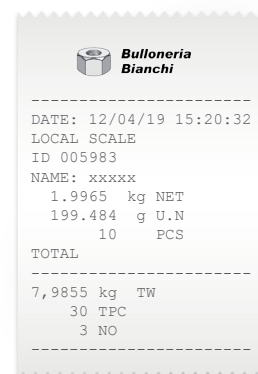 Bulloneria
Bianchi
-----------------------
DATE: 12/04/19 15:20:32
LOCAL SCALE
ID 005983
NAME: xxxxx
1.9965 kg NET
199.484 g U.N
10 PCS
TOTAL
-----------------------
7,9855 kg TW
30 TPC
3 NO
-----------------------